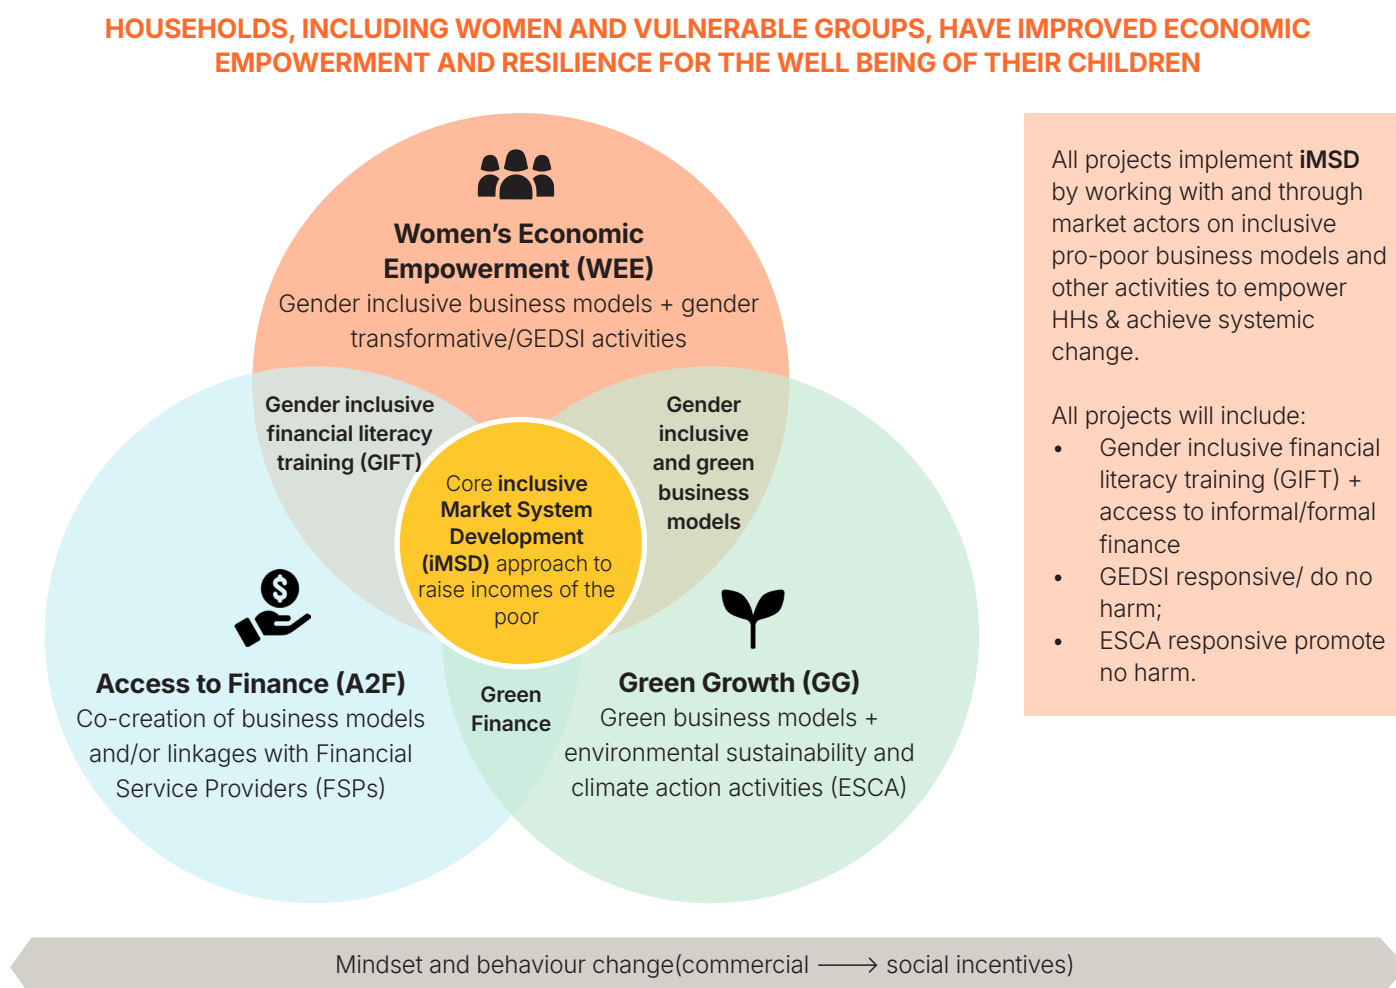 HOUSEHOLDS, INCLUDING WOMEN AND VULNERABLE GROUPS, HAVE IMPROVED ECONOMIC
EMPOWERMENT AND RESILIENCE FOR THE WELL BEING OF THEIR CHILDREN
Women's Economic
Empowerment (WEE)
Gender inclusive business models + gender
transformative/GEDSI activities
Gender inclusive
financial literacy
training (GIFT)
Gender
inclusive
and green
business
models
Core inclusive
Market System
Development
(iMSD) approach to
raise incomes of the
poor
Access to Finance (A2F)
Co-creation of business models
and/or linkages with Financial
Service Providers (FSPs)
Green
Finance
Green Growth (GG)
Green business models +
environmental sustainability and
climate action activities (ESCA)
All projects implement iMSD
by working with and through
market actors on inclusive
pro-poor business models and
other activities to empower
HHs & achieve systemic
change.
All projects will include:
• Gender inclusive financial
literacy training (GIFT) +
access to informal/formal
finance
• GEDSI responsive/ do no
harm;
• ESCA responsive promote
no harm.
Mindset and behaviour change(commercial ⟶ social incentives)